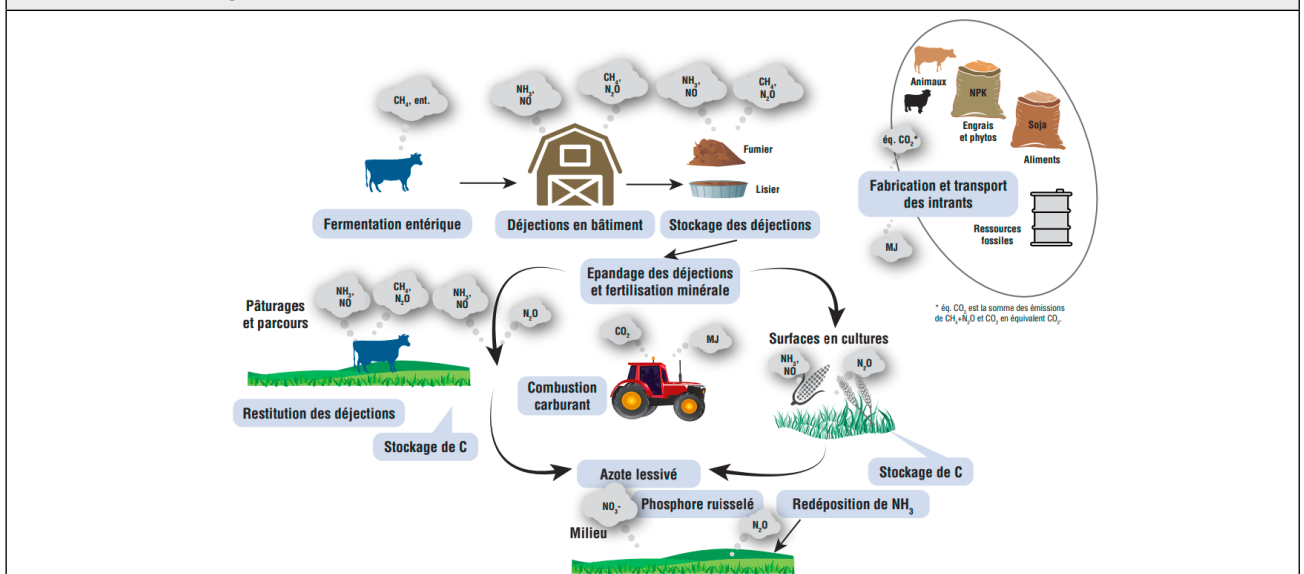 CH4, ent.
NH3,
NO
CH4,
N2O
NH3,
NO
CH4,
N2O
Animaux
NPK
Engrais
et phytos
Soja
Aliments
éq. CO2*
Fumier
Lisier
Fabrication et transport
des intrants
Ressources
fossiles
MJ
Fermentation entérique
Déjections en bâtiment
Stockage des déjections
Epandage des déjections
et fertilisation minérale
* éq. CO2 est la somme des émissions
de CH4+N2O et CO2 en équivalent CO2.
Pâturages
et parcours
NH3,
NO
CH4,
N2O
NH3,
NO
N2O
CO2
MJ
Surfaces en cultures
NH3,
NO
N2O
Combustion
carburant
Restitution des déjections
Stockage de C
Stockage de C
Azote lessivé
NO3-
Phosphore ruisselé
Redéposition de NH3
N2O
Milieu